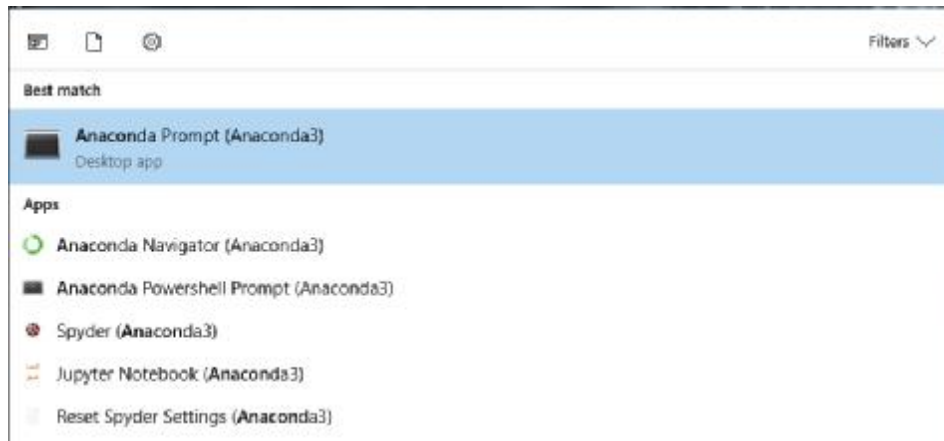 Filters
Best match
Anaconda Prompt (Anaconda3)
Desktop app
Apps
Anaconda Navigator (Anaconda3)
Anaconda Powershell Prompt (Anaconda3)
Spyder (Anaconda3)
Jupyter Notebook (Anaconda3)
Reset Spyder Settings (Anaconda3)